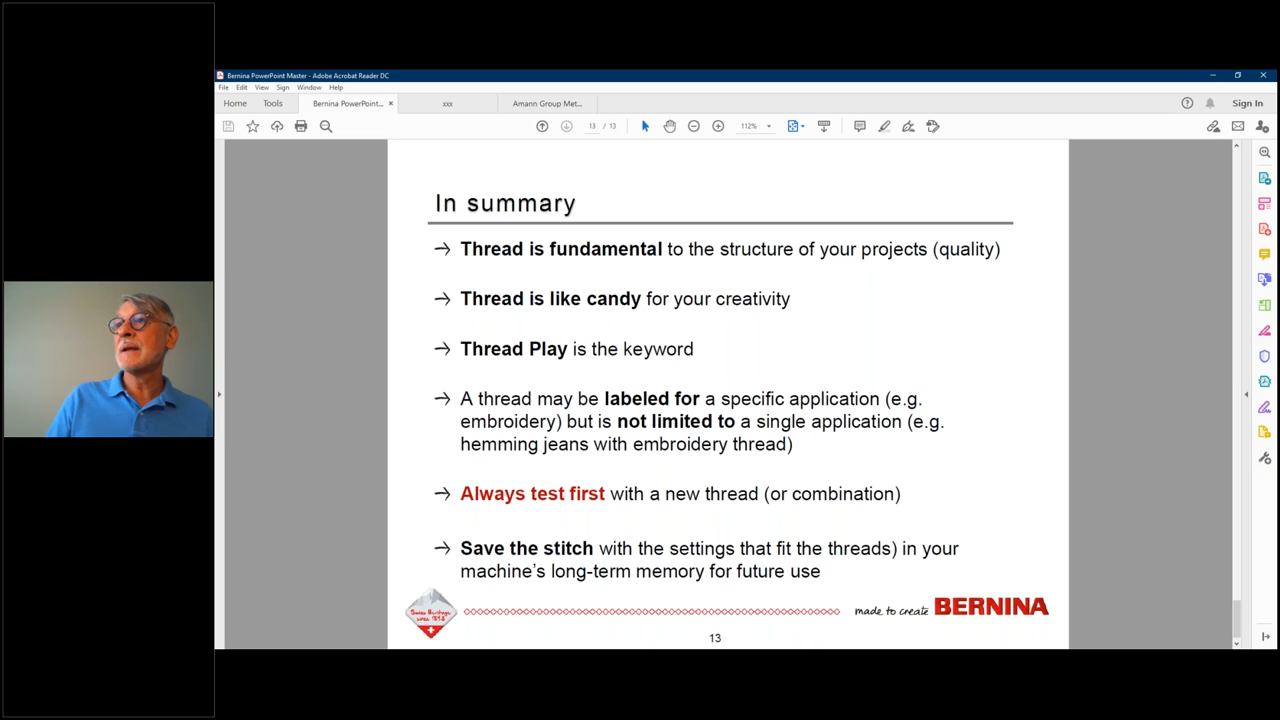 Bernina PowerPoint Master - Adobe Acrobat Reader DC
File Edit View Sign Window Help
Home Tools Bernina PowerPoint... × xxx Amann Group Met... Sign In
13 / 13 112%
In summary
→ Thread is fundamental to the structure of your projects (quality)
→ Thread is like candy for your creativity
→ Thread Play is the keyword
→ A thread may be labeled for a specific application (e.g.
embroidery) but is not limited to a single application (e.g.
hemming jeans with embroidery thread)
→ Always test first with a new thread (or combination)
→ Save the stitch with the settings that fit the threads) in your
machine's long-term memory for future use
Swiss Heritage
since 1893
made to create BERNINA
13